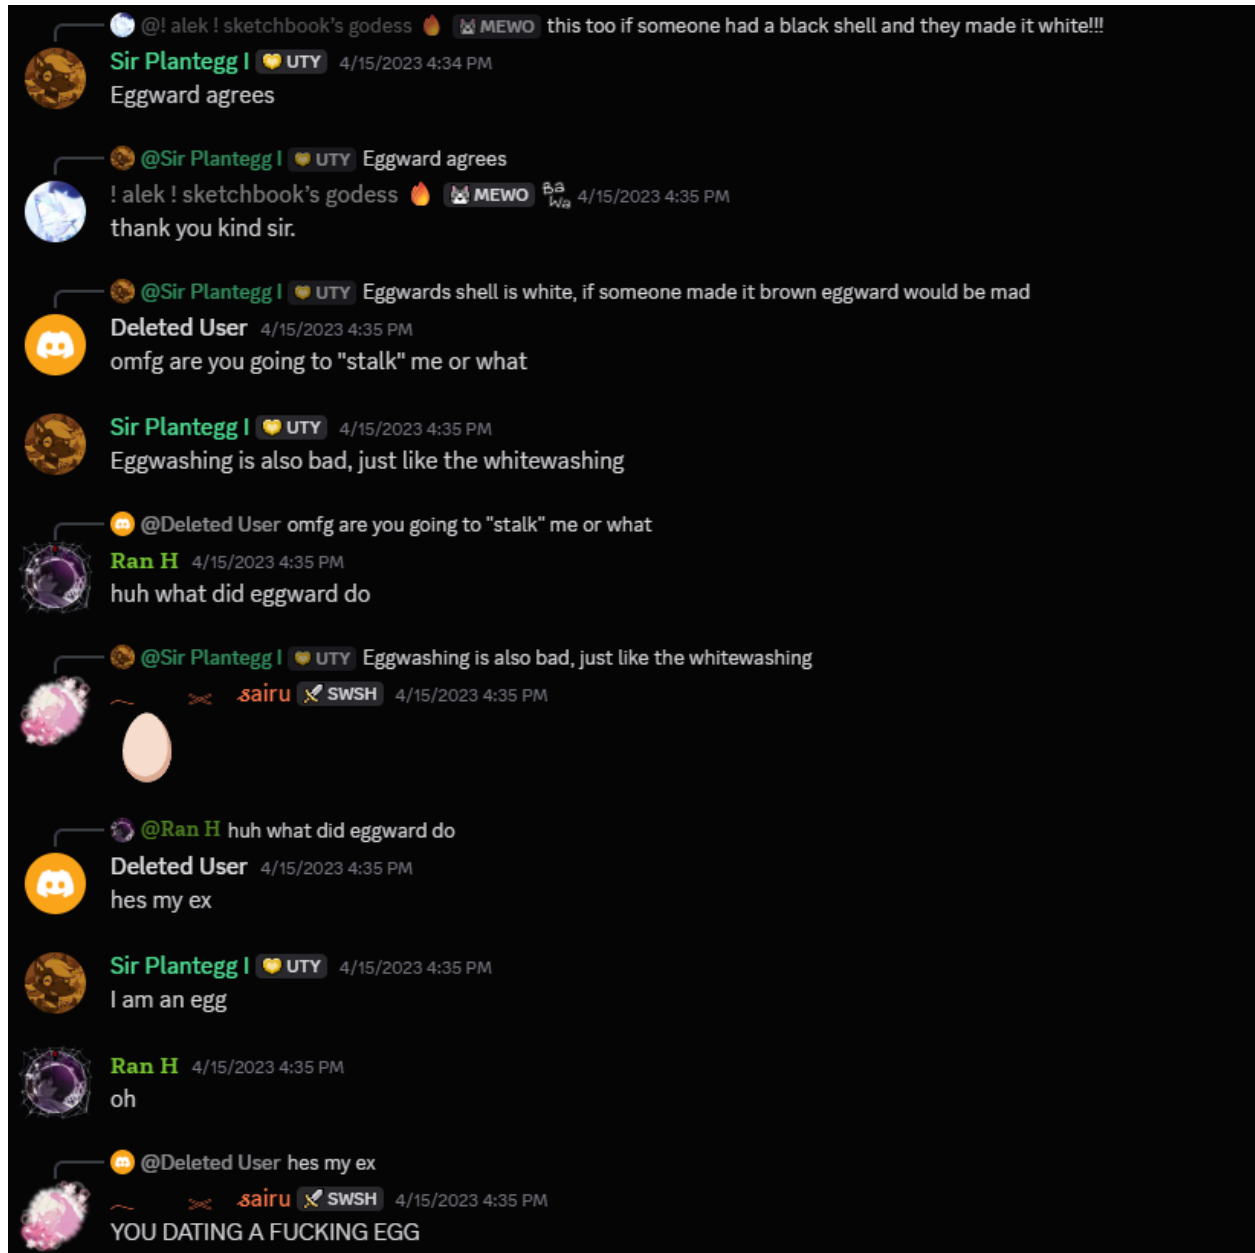 @! alek ! sketchbook's godess 🔥 MEWO this too if someone had a black shell and they made it white!!!
Sir Plantegg I UTY 4/15/2023 4:34 PM
Eggward agrees
@Sir Plantegg I UTY Eggward agrees
! alek ! sketchbook's godess 🔥 MEWO Ba Wa 4/15/2023 4:35 PM
thank you kind sir.
@Sir Plantegg I UTY Eggwards shell is white, if someone made it brown eggward would be mad
Deleted User 4/15/2023 4:35 PM
omfg are you going to "stalk" me or what
Sir Plantegg I UTY 4/15/2023 4:35 PM
Eggwashing is also bad, just like the whitewashing
@Deleted User omfg are you going to "stalk" me or what
Ran H 4/15/2023 4:35 PM
huh what did eggward do
@Sir Plantegg I UTY Eggwashing is also bad, just like the whitewashing
sairu SWSH 4/15/2023 4:35 PM
@Ran H huh what did eggward do
Deleted User 4/15/2023 4:35 PM
hes my ex
Sir Plantegg I UTY 4/15/2023 4:35 PM
I am an egg
Ran H 4/15/2023 4:35 PM
oh
@Deleted User hes my ex
sairu SWSH 4/15/2023 4:35 PM
YOU DATING A FUCKING EGG